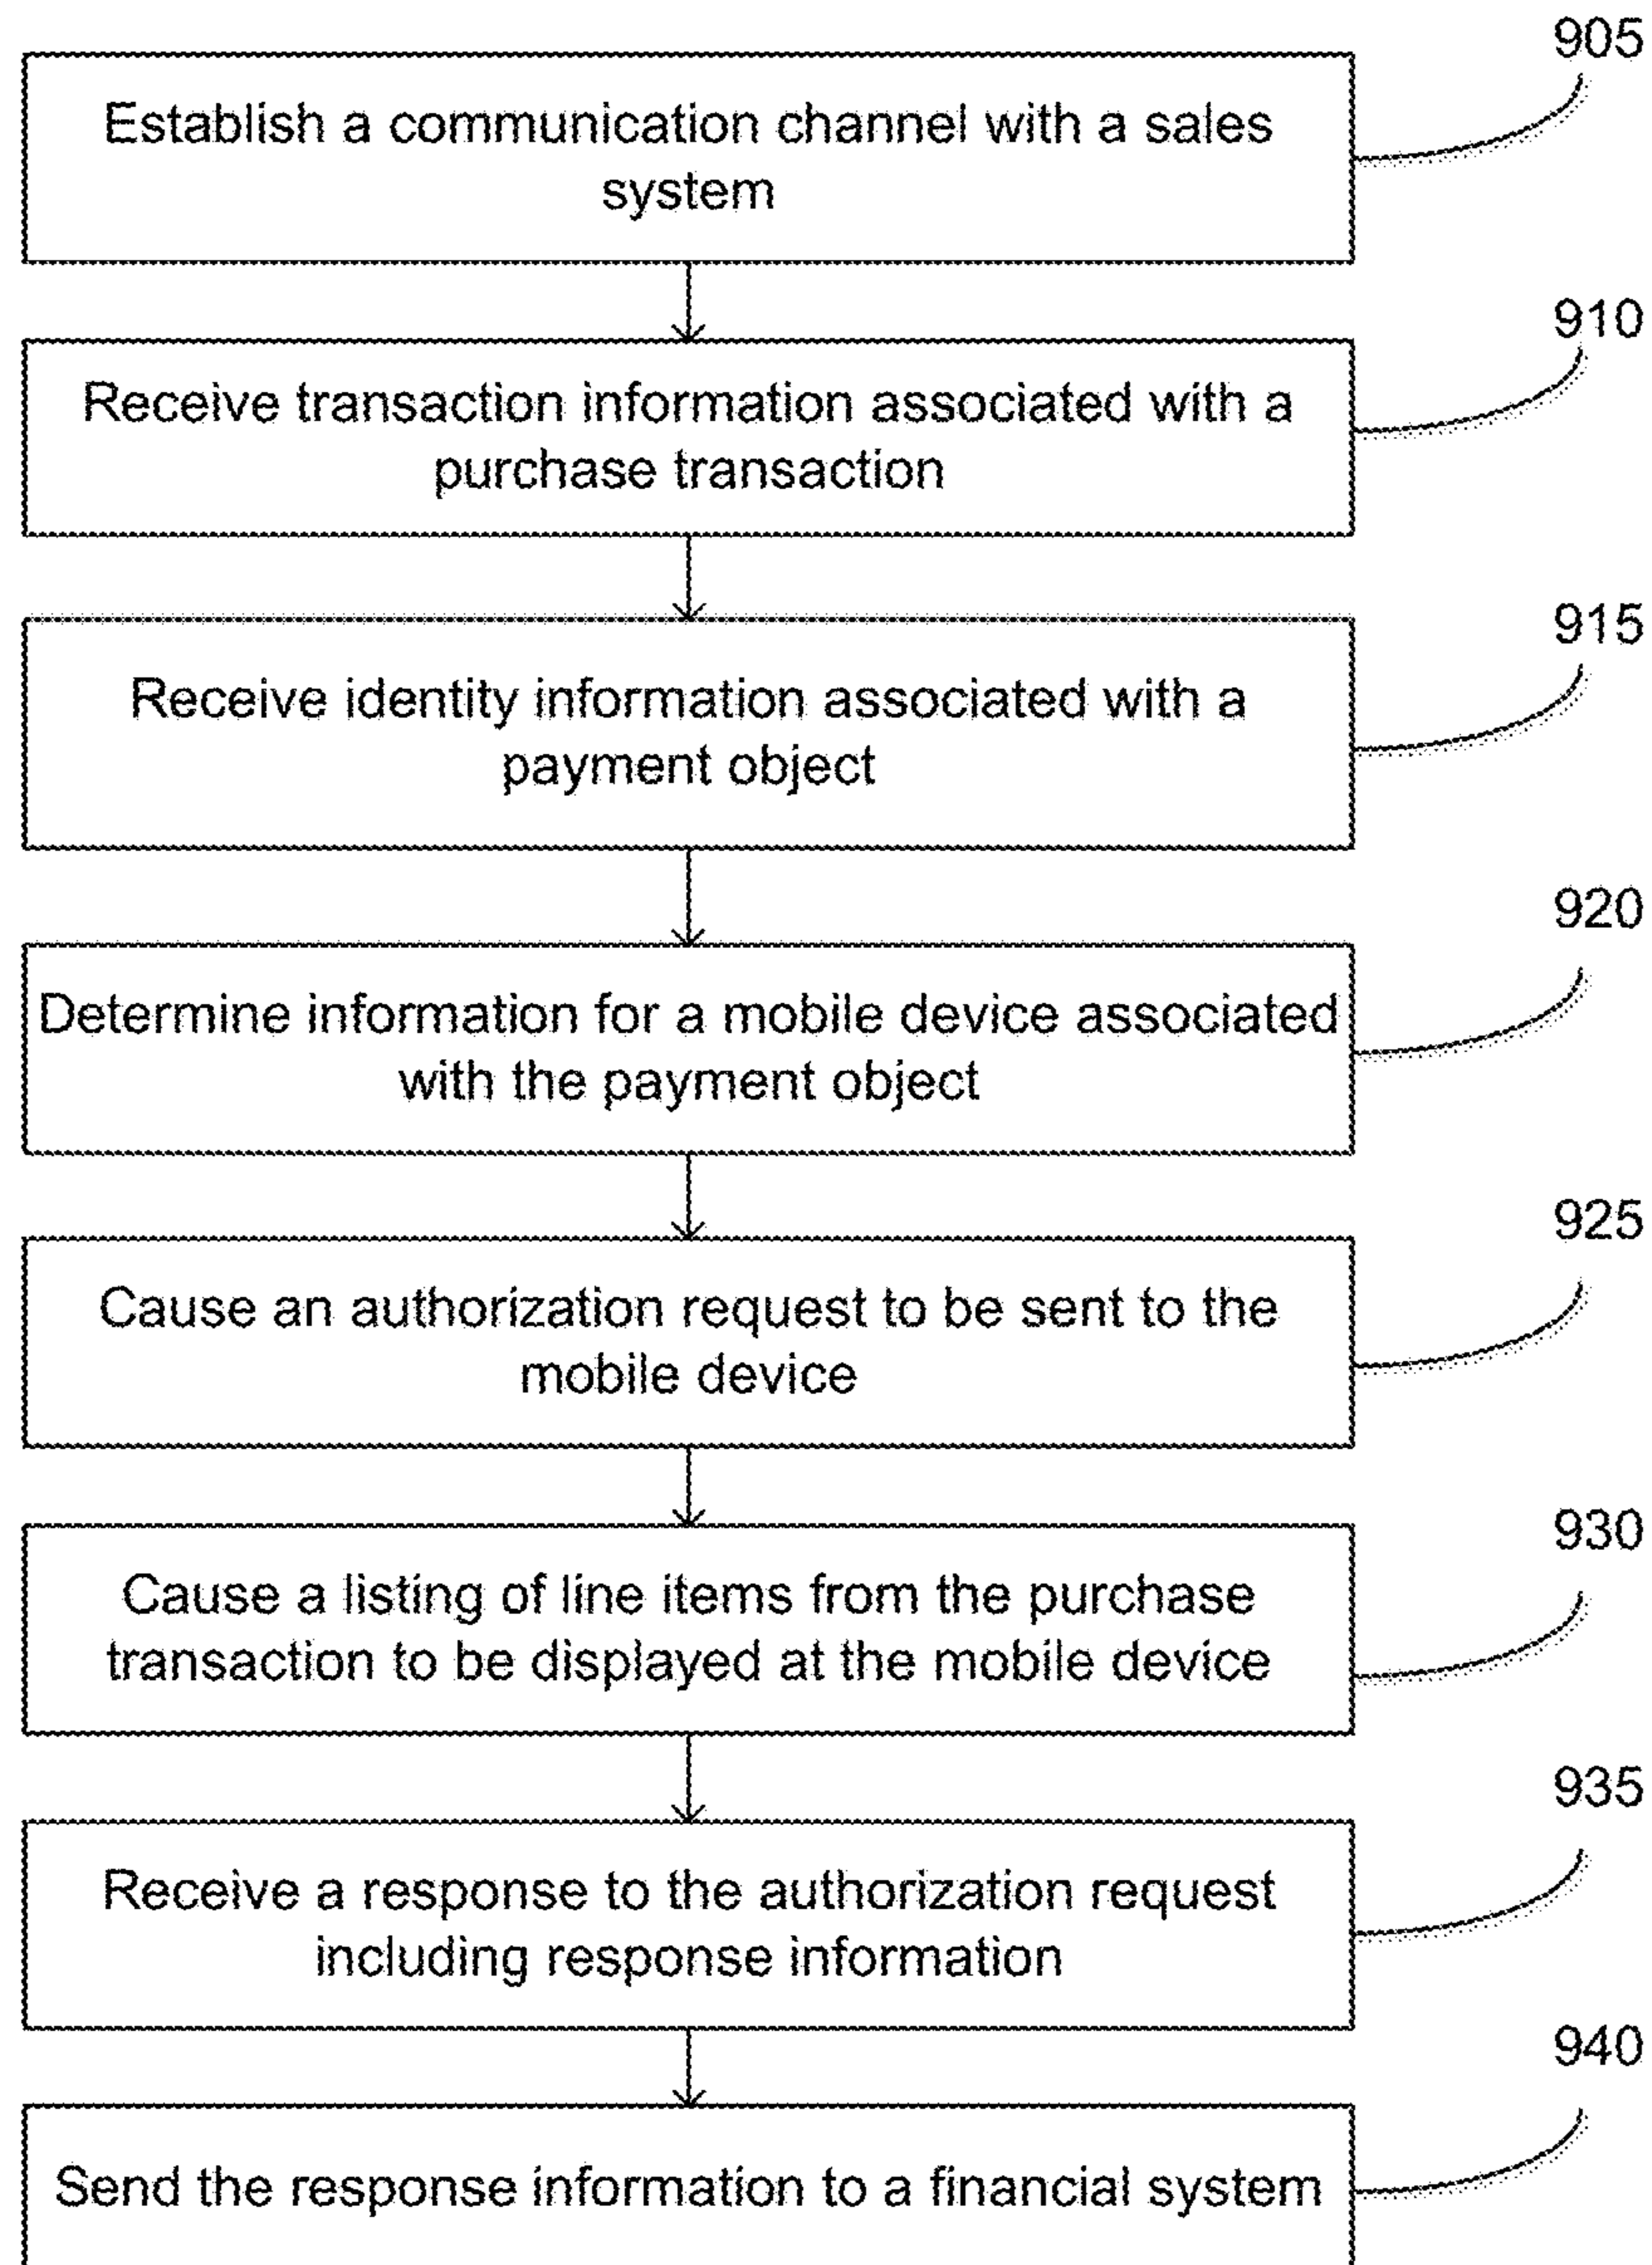 905
Establish a communication channel with a sales
system
910
Receive transaction information associated with a
purchase transaction
915
Receive identity information associated with a
payment object
920
Determine information for a mobile device associated
with the payment object
925
Cause an authorization request to be sent to the
mobile device
930
Cause a listing of line items from the purchase
transaction to be displayed at the mobile device
935
Receive a response to the authorization request
including response information
940
Send the response information to a financial system